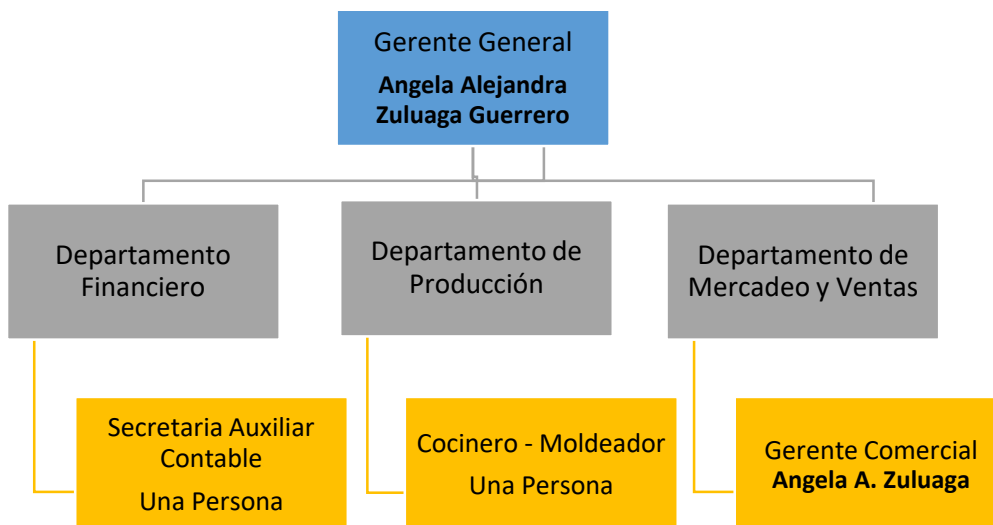 Gerente General
Angela Alejandra
Zuluaga Guerrero
Departamento
Financiero
Departamento de
Producción
Departamento de
Mercadeo y Ventas
Secretaria Auxiliar
Contable
Una Persona
Cocinero - Moldeador
Una Persona
Gerente Comercial
Angela A. Zuluaga